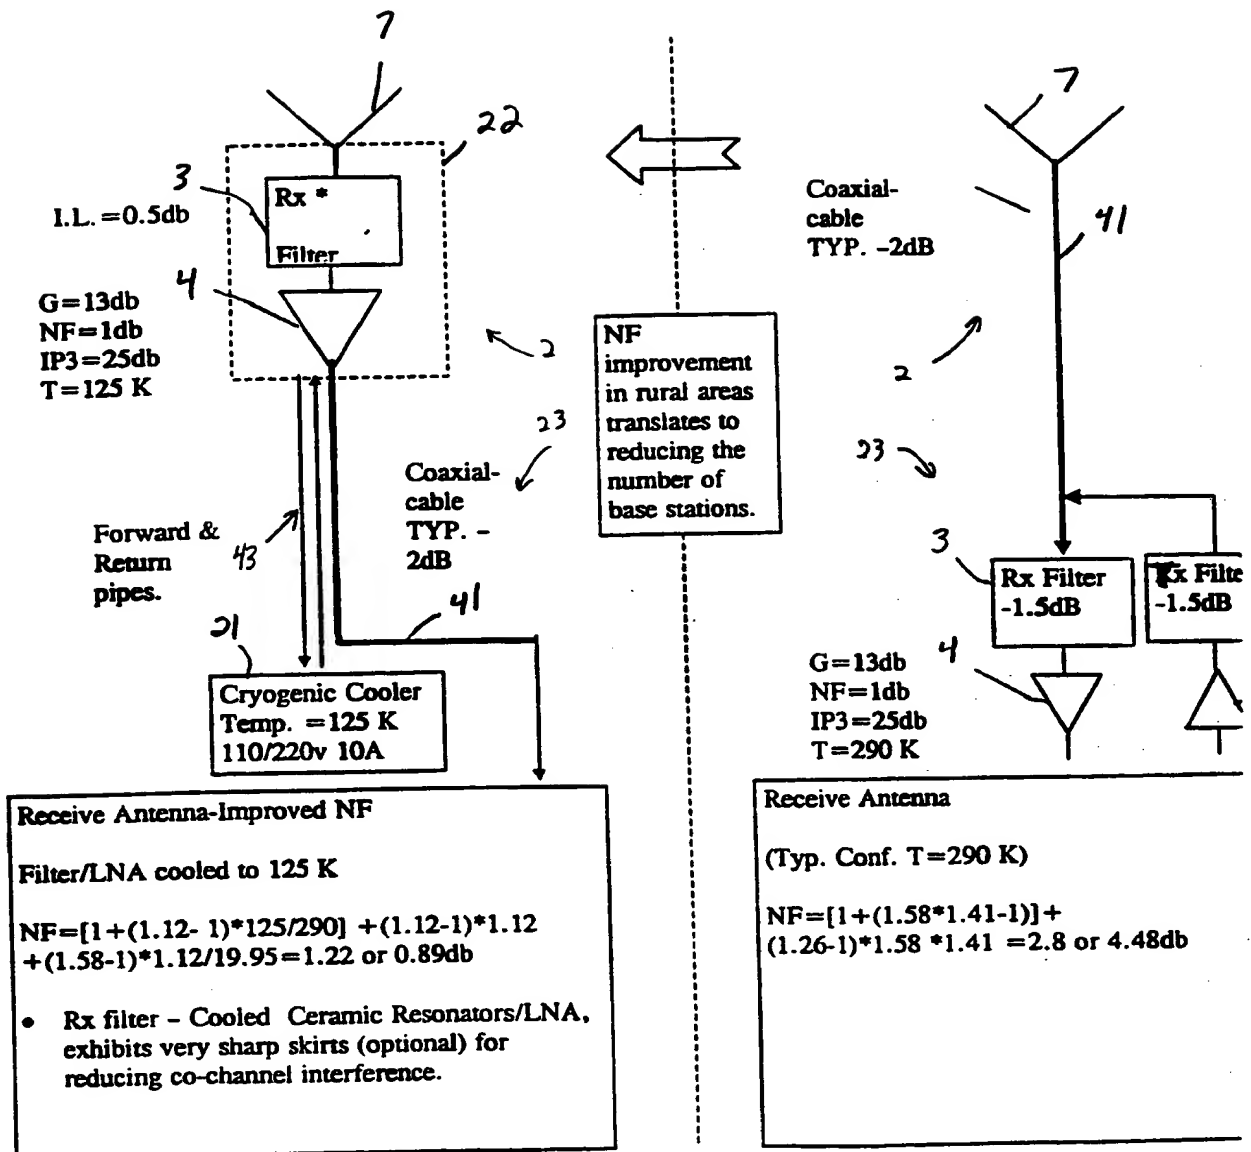 7
22
3
Rx *
I.L.=0.5db
Filter
4
G=13db
NF=1db
IP3=25db
T=125 K
2
23
Coaxial-
cable
TYP. -
2dB
Forward &
Return
pipes.
43
41
21
Cryogenic Cooler
Temp. =125 K
110/220v 10A
Receive Antenna-Improved NF
Filter/LNA cooled to 125 K
NF=[1+(1.12- 1)*125/290] +(1.12-1)*1.12
+(1.58-1)*1.12/19.95=1.22 or 0.89db
• Rx filter – Cooled Ceramic Resonators/LNA,
exhibits very sharp skirts (optional) for
reducing co-channel interference.
NF
improvement
in rural areas
translates to
reducing the
number of
base stations.
7
Coaxial-
cable
TYP. -2dB
41
2
23
3
Rx Filter
-1.5dB
Tx Filte
-1.5dB
4
G=13db
NF=1db
IP3=25db
T=290 K
Receive Antenna
(Typ. Conf. T=290 K)
NF=[1+(1.58*1.41-1)]+
(1.26-1)*1.58 *1.41 =2.8 or 4.48db